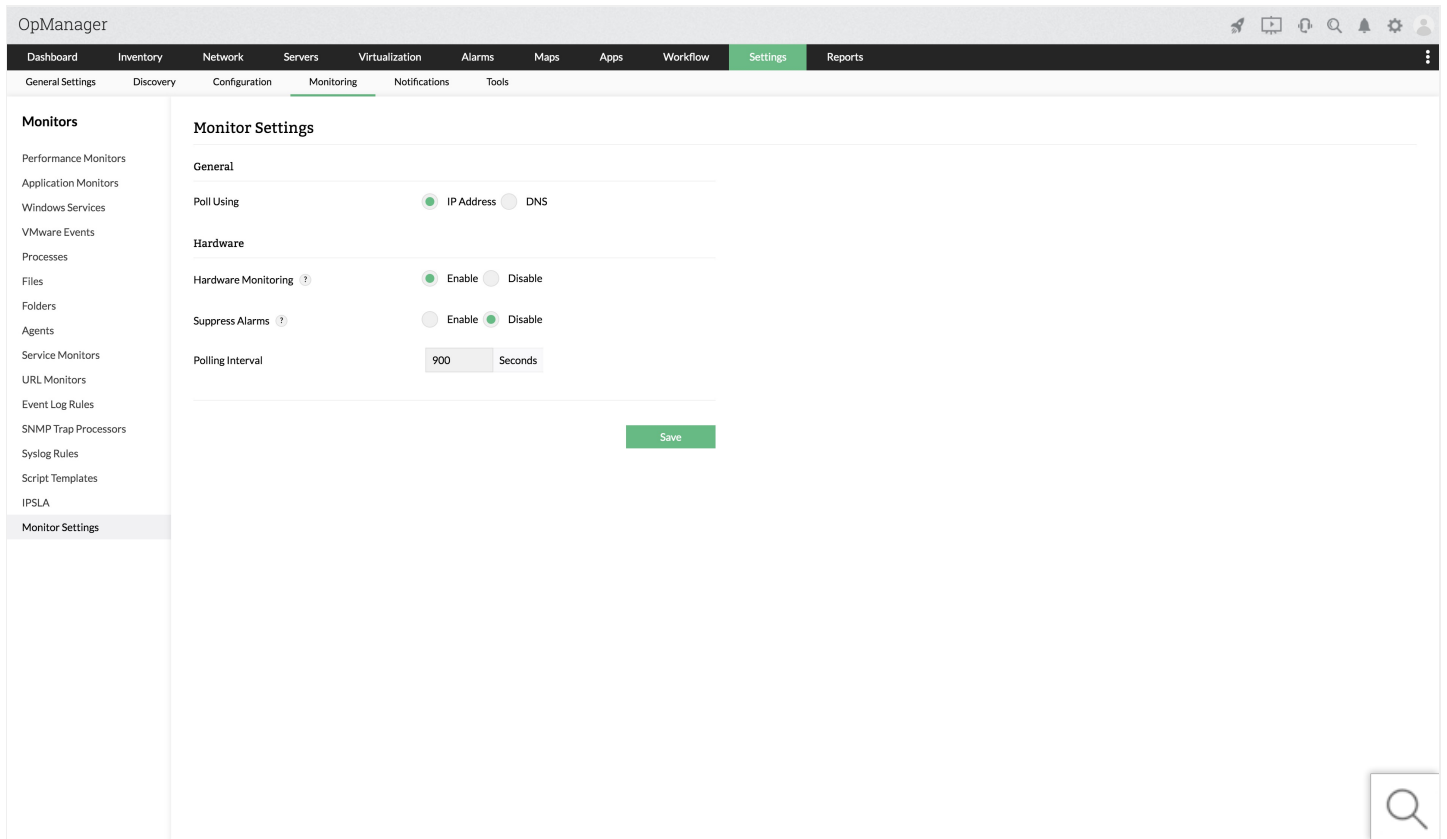 OpManager
Dashboard Inventory Network Servers Virtualization Alarms Maps Apps Workflow Settings Reports
General Settings Discovery Configuration Monitoring Notifications Tools
Monitors
Performance Monitors
Application Monitors
Windows Services
VMware Events
Processes
Files
Folders
Agents
Service Monitors
URL Monitors
Event Log Rules
SNMP Trap Processors
Syslog Rules
Script Templates
IPSLA
Monitor Settings
Monitor Settings
General
Poll Using IP Address DNS
Hardware
Hardware Monitoring ? Enable Disable
Suppress Alarms ? Enable Disable
Polling Interval 900 Seconds
Save